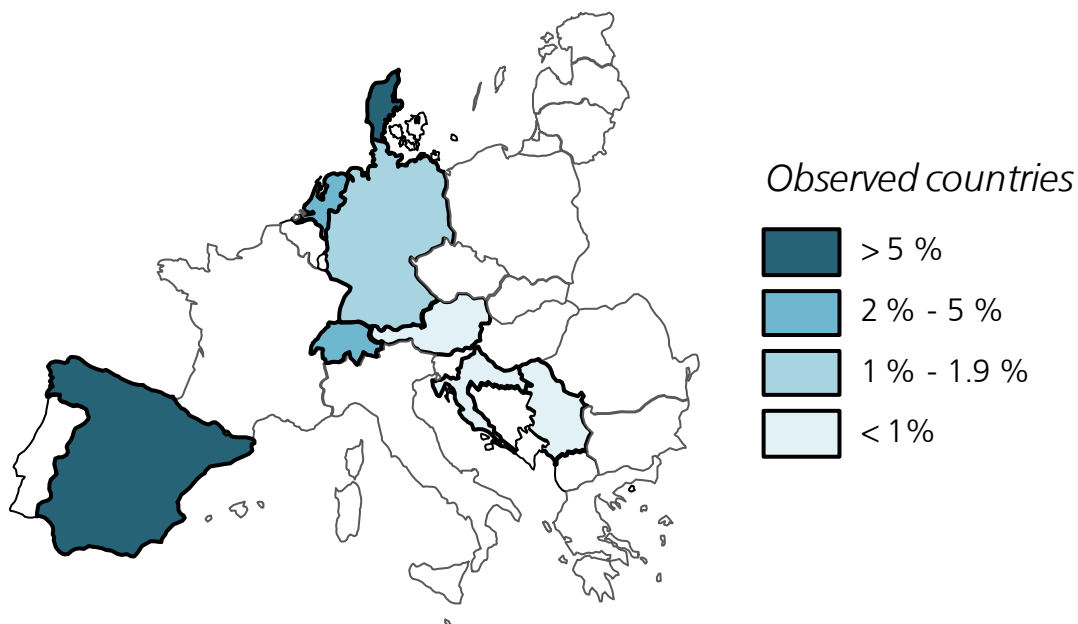 Observed countries
> 5 %
2 % - 5 %
1 % - 1.9 %
< 1%